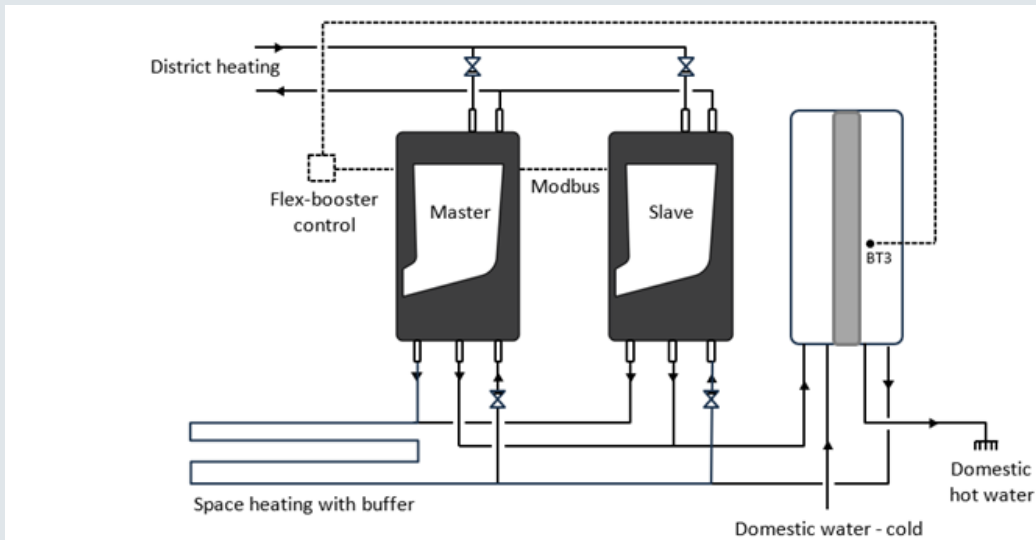 District heating
Flex-booster
control
Master
Modbus
Slave
BT3
Space heating with buffer
Domestic
hot water
Domestic water - cold